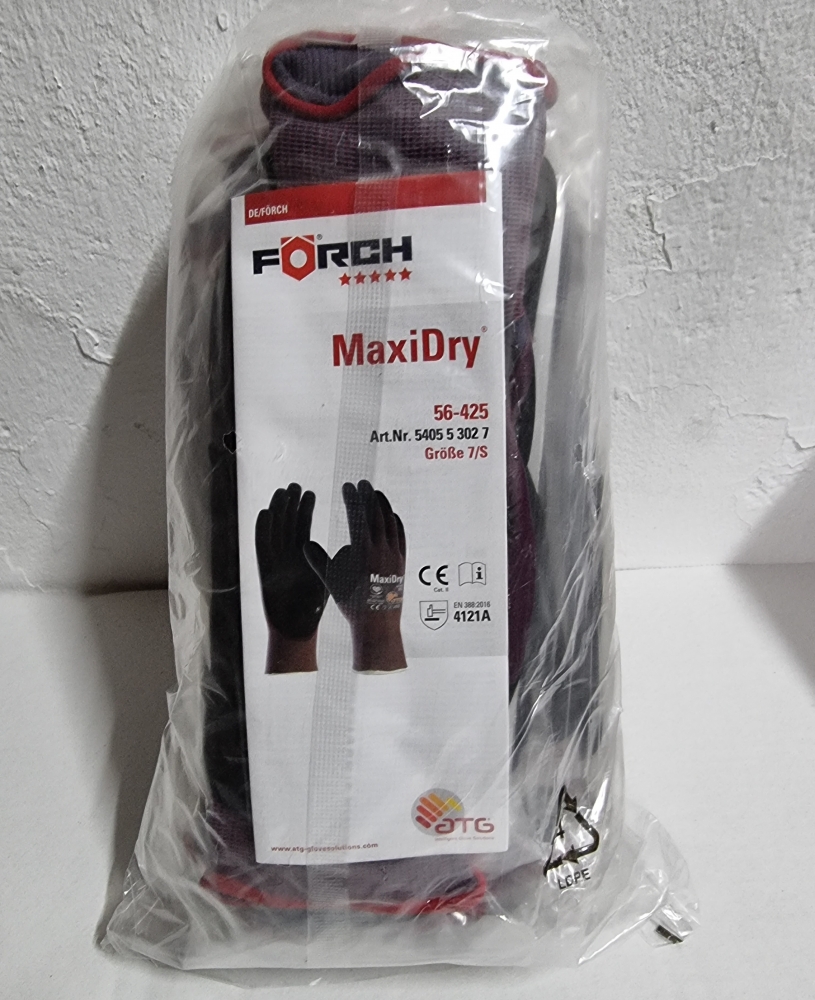 DE/FÖRCH
FÖRCH®
MaxiDry®
56-425
Art.Nr. 5405 5 302 7
Größe 7/S
MaxiDry
CE
Cat. II
i
EN 388:2016
4121A
ATG
www.atg-glovesolutions.com
LDPE